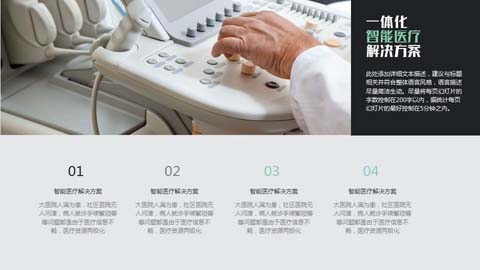 一体化
智能医疗
解决方案
此处添加详细文本描述，建议与标题
相关并符合整体语言风格，语言描述
尽量简洁生动。尽量将每页幻灯片的
字数控制在200字以内，据统计每页
幻灯片的最好控制在5分钟之内。
01
智能医疗解决方案
大医院人满为患，社区医院无
人问津，病人就诊手续繁琐等
等问题都是由于医疗信息不
畅，医疗资源两极化
02
智能医疗解决方案
大医院人满为患，社区医院无
人问津，病人就诊手续繁琐等
等问题都是由于医疗信息不
畅，医疗资源两极化
03
智能医疗解决方案
大医院人满为患，社区医院无
人问津，病人就诊手续繁琐等
等问题都是由于医疗信息不
畅，医疗资源两极化
04
智能医疗解决方案
大医院人满为患，社区医院无
人问津，病人就诊手续繁琐等
等问题都是由于医疗信息不
畅，医疗资源两极化